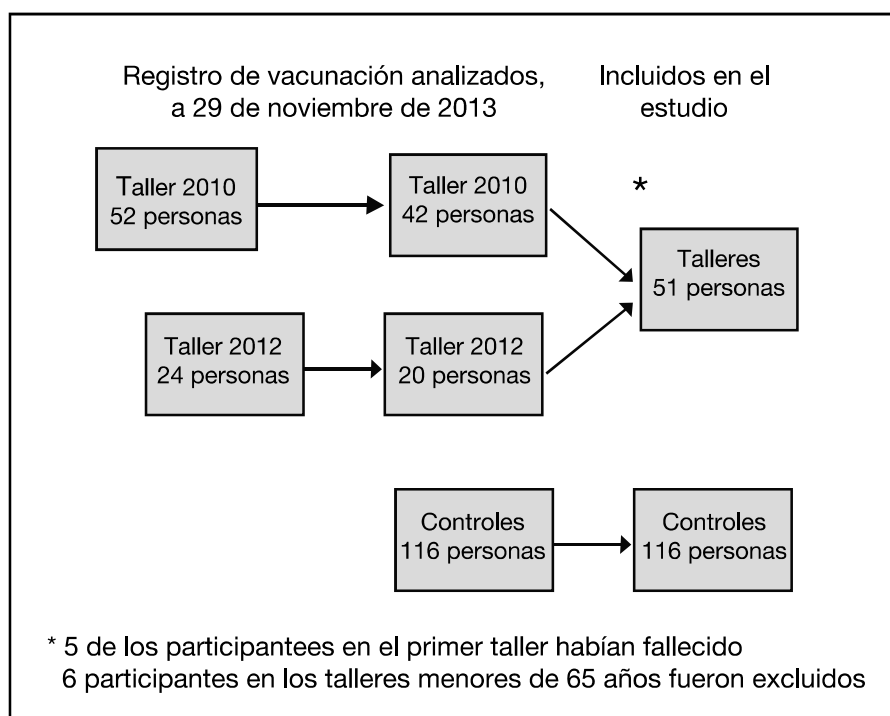 Registro de vacunación analizados,
a 29 de noviembre de 2013
Incluidos en el
estudio
Taller 2010
52 personas
Taller 2010
42 personas
*
Talleres
51 personas
Taller 2012
24 personas
Taller 2012
20 personas
Controles
116 personas
Controles
116 personas
* 5 de los participantees en el primer taller habían fallecido
6 participantes en los talleres menores de 65 años fueron excluidos